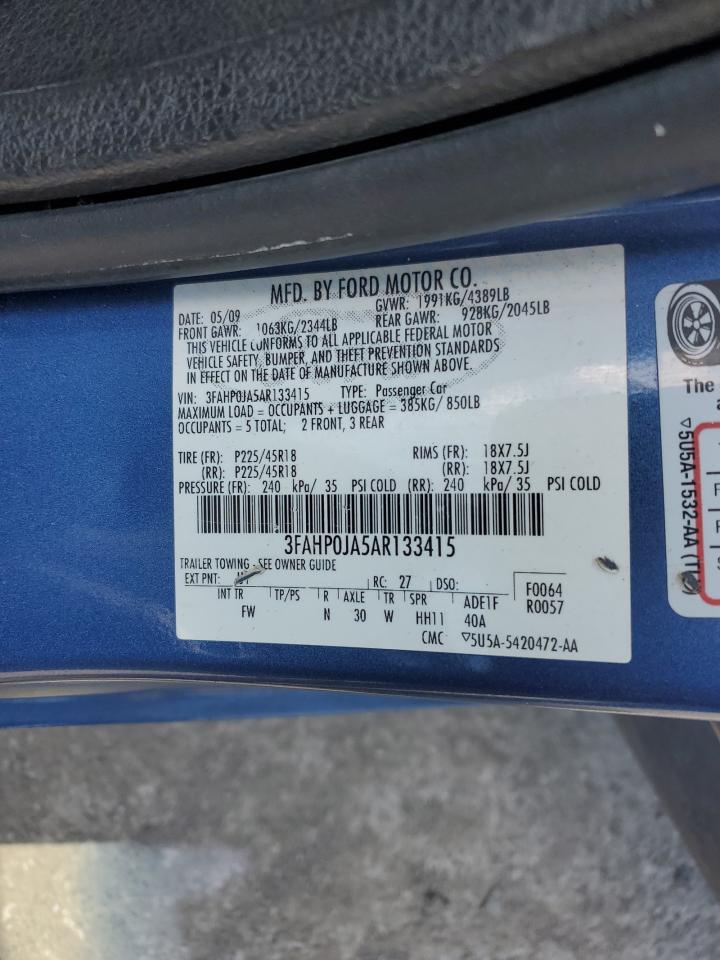 MFD. BY FORD MOTOR CO.
DATE: 05/09 GVWR: 1991KG/4389LB
FRONT GAWR: 1063KG/2344LB REAR GAWR: 928KG/2045LB
THIS VEHICLE CONFORMS TO ALL APPLICABLE FEDERAL MOTOR
VEHICLE SAFETY, BUMPER, AND THEFT PREVENTION STANDARDS
IN EFFECT ON THE DATE OF MANUFACTURE SHOWN ABOVE.
VIN: 3FAHP0JA5AR133415 TYPE: Passenger Car
MAXIMUM LOAD = OCCUPANTS + LUGGAGE = 385KG/ 850LB
OCCUPANTS = 5 TOTAL; 2 FRONT, 3 REAR
TIRE (FR): P225/45R18 RIMS (FR): 18X7.5J
(RR): P225/45R18 (RR): 18X7.5J
PRESSURE (FR): 240 kPa/ 35 PSI COLD (RR): 240 kPa/ 35 PSI COLD
3FAHP0JA5AR133415
TRAILER TOWING - SEE OWNER GUIDE
EXT PNT: RC: 27 DSO: F0064
INT TR TP/PS R AXLE TR SPR ADE1F R0057
FW N 30 W HH11 40A
CMC ▽5U5A-5420472-AA
The
a
▽5U5A-1532-AA